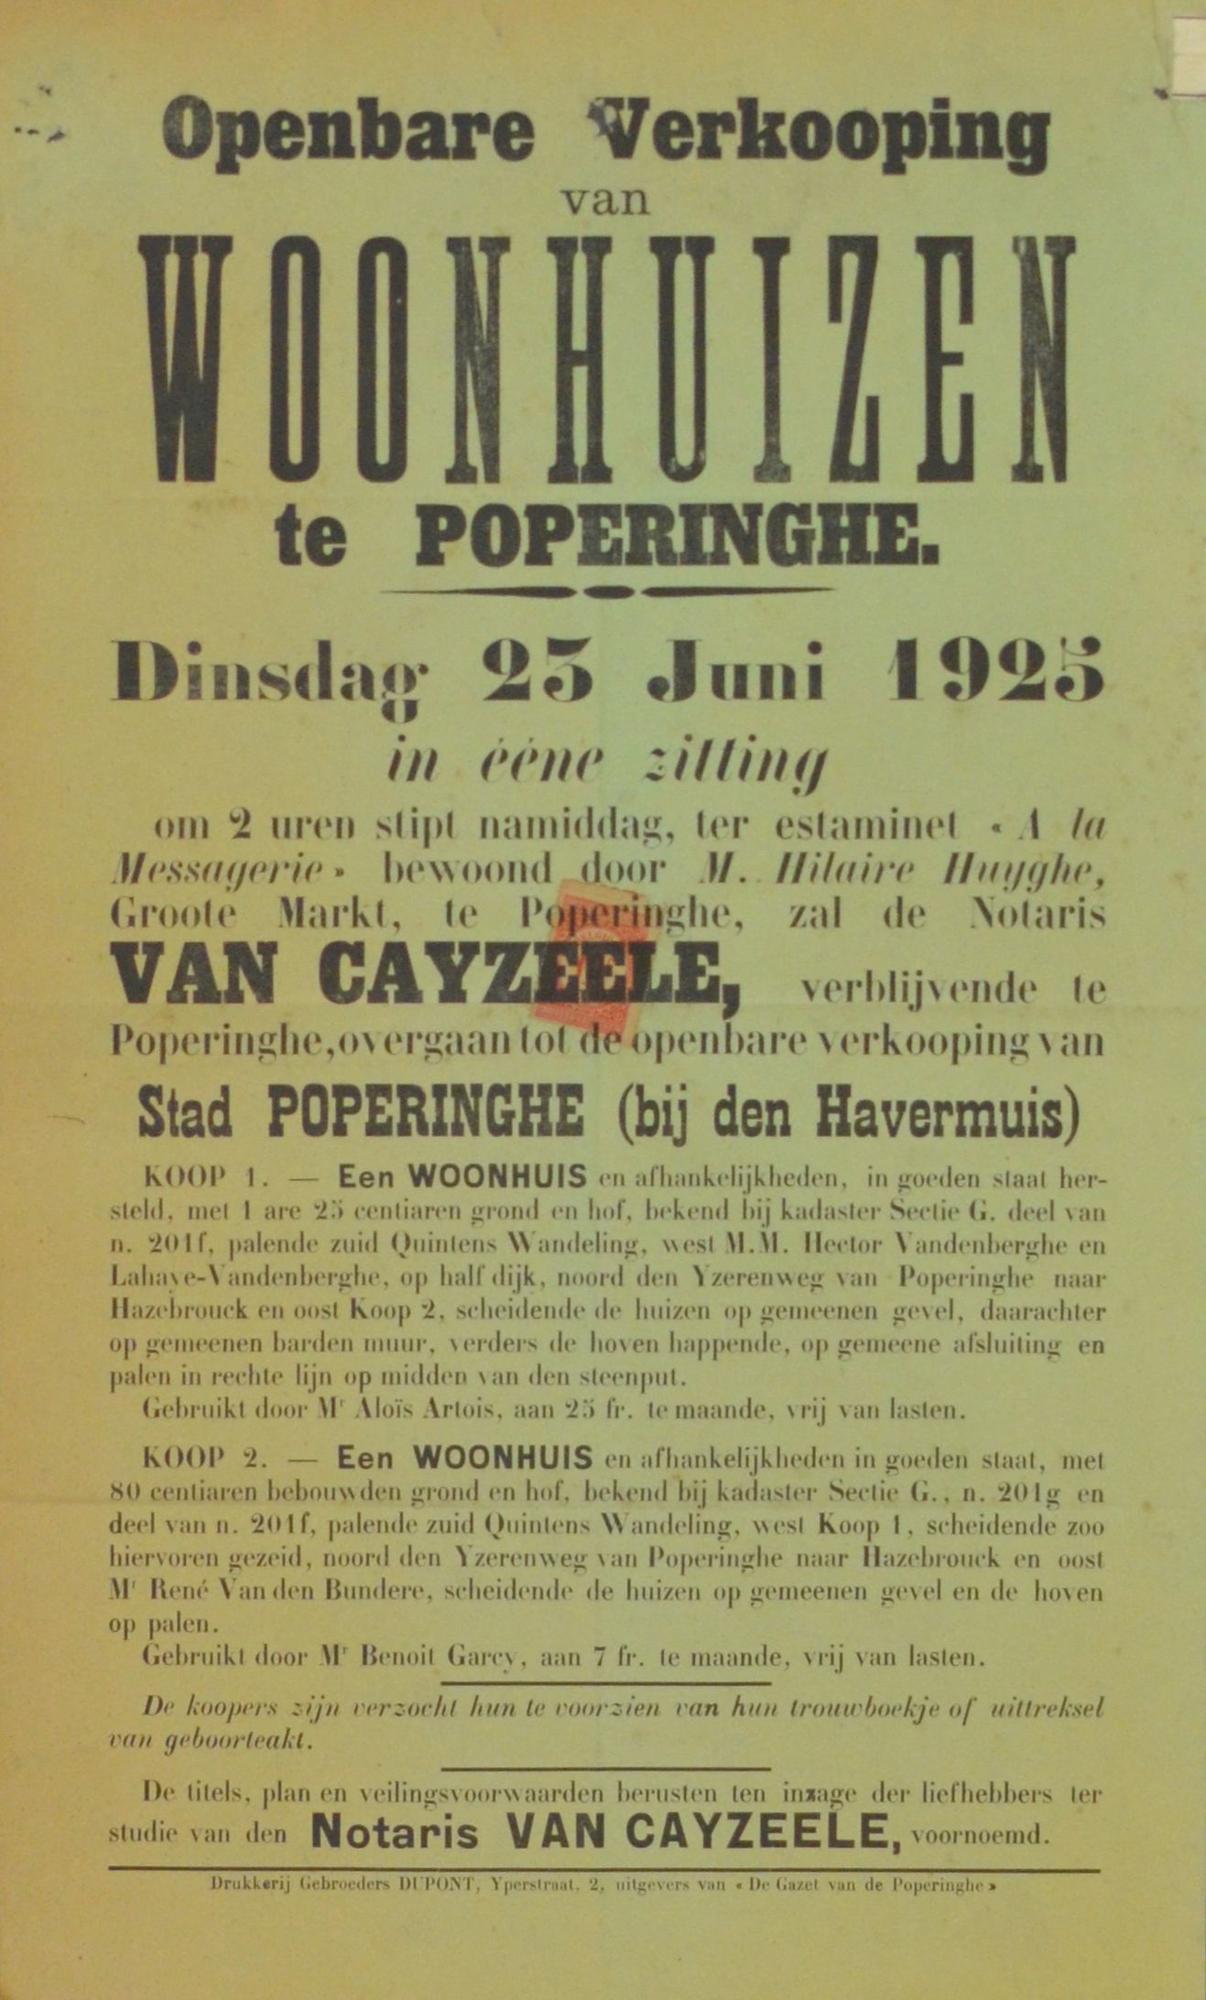 Openbare Verkooping
van
WOONHUIZEN
te POPERINGHE.
Dinsdag 23 Juni 1925
in ééne zitting
om 2 uren stipt namiddag, ter estaminet « A la
Messagerie » bewoond door M. Hilaire Huyghe,
Groote Markt, te Poperinghe, zal de Notaris
VAN CAYZEELE, verblijvende te
Poperinghe, overgaan tot de openbare verkooping van
Stad POPERINGHE (bij den Havermuis)
KOOP 1. — Een WOONHUIS en afhankelijkheden, in goeden staat her-
steld, met 1 are 25 centiaren grond en hof, bekend bij kadaster Sectie G. deel van
n. 201f, palende zuid Quintens Wandeling, west M.M. Hector Vandenberghe en
Lahaye-Vandenberghe, op half dijk, noord den Yzerenweg van Poperinghe naar
Hazebrouck en oost Koop 2, scheidende de huizen op gemeenen gevel, daarachter
op gemeenen barden muur, verders de hoven happende, op gemeene afsluiting en
palen in rechte lijn op midden van den steenput.
Gebruikt door Mr Aloïs Artois, aan 25 fr. te maande, vrij van lasten.
KOOP 2. — Een WOONHUIS en afhankelijkheden in goeden staat, met
80 centiaren bebouwden grond en hof, bekend bij kadaster Sectie G., n. 201g en
deel van n. 201f, palende zuid Quintens Wandeling, west Koop 1, scheidende zoo
hiervoren gezeid, noord den Yzerenweg van Poperinghe naar Hazebrouck en oost
Mr René Van den Bundere, scheidende de huizen op gemeenen gevel en de hoven
op palen.
Gebruikt door Mr Benoit Garcy, aan 7 fr. te maande, vrij van lasten.
De koopers zijn verzocht hun te voorzien van hun trouwboekje of uittreksel
van geboorteakt.
De titels, plan en veilingsvoorwaarden berusten ten inzage der liefhebbers ter
studie van den Notaris VAN CAYZEELE, voornoemd.
Drukkerij Gebroeders DUPONT, Yperstraat, 2, uitgevers van « De Gazet van de Poperinghe »